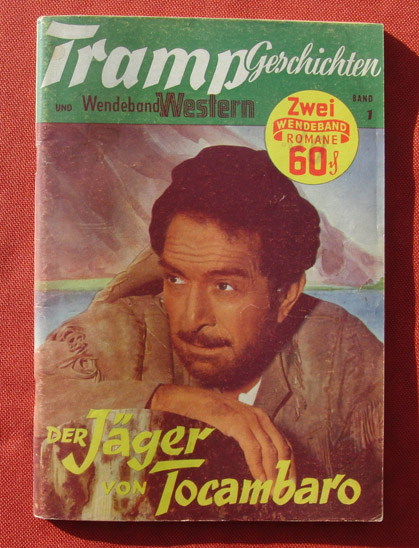 Tramp Geschichten
UND Wendeband Western
BAND
1
Zwei
WENDEBAND
ROMANE
60₰
DER Jäger
VON Tocambaro